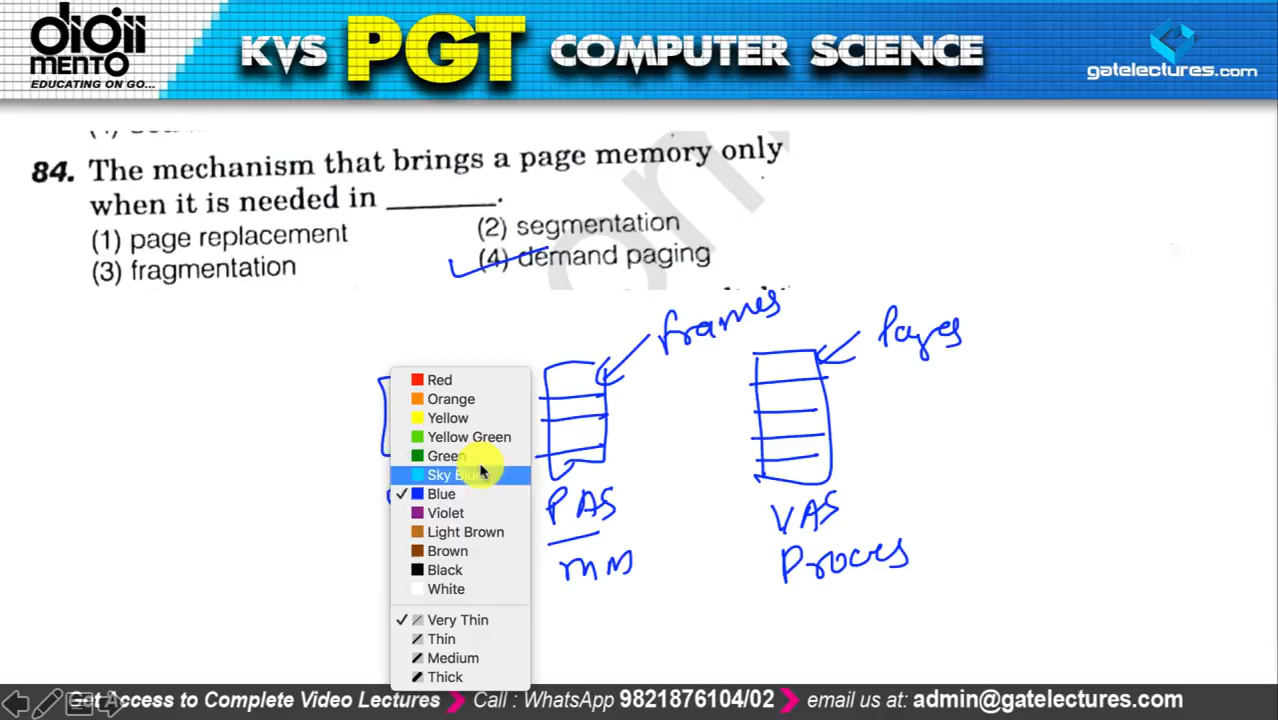 digii
MENTO
EDUCATING ON GO...
KVS PGT COMPUTER SCIENCE
gatelectures.com
84. The mechanism that brings a page memory only
when it is needed in ________.
(1) page replacement
(2) segmentation
(3) fragmentation
(4) demand paging
frames
Pages
Red
Orange
Yellow
Yellow Green
Green
Sky Blue
Blue
Violet
Light Brown
Brown
Black
White
Very Thin
Thin
Medium
Thick
PAS
MM
VAS
Proces
Get Access to Complete Video Lectures / Call : WhatsApp 9821876104/02 email us at: admin@gatelectures.com